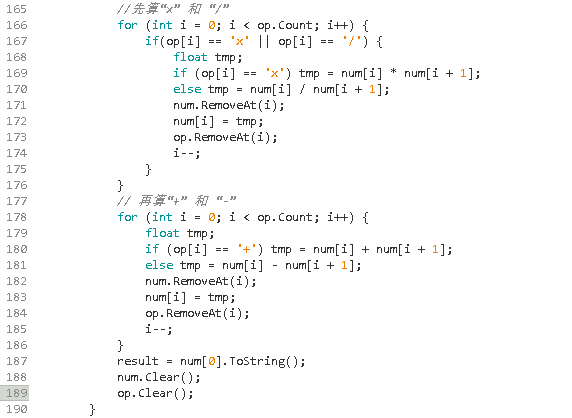 165 //先算“x” 和 “/”
166 for (int i = 0; i < op.Count; i++) {
167 if(op[i] == 'x' || op[i] == '/') {
168 float tmp;
169 if (op[i] == 'x') tmp = num[i] * num[i + 1];
170 else tmp = num[i] / num[i + 1];
171 num.RemoveAt(i);
172 num[i] = tmp;
173 op.RemoveAt(i);
174 i--;
175 }
176 }
177 // 再算“+” 和 “-”
178 for (int i = 0; i < op.Count; i++) {
179 float tmp;
180 if (op[i] == '+') tmp = num[i] + num[i + 1];
181 else tmp = num[i] - num[i + 1];
182 num.RemoveAt(i);
183 num[i] = tmp;
184 op.RemoveAt(i);
185 i--;
186 }
187 result = num[0].ToString();
188 num.Clear();
189 op.Clear();
190 }